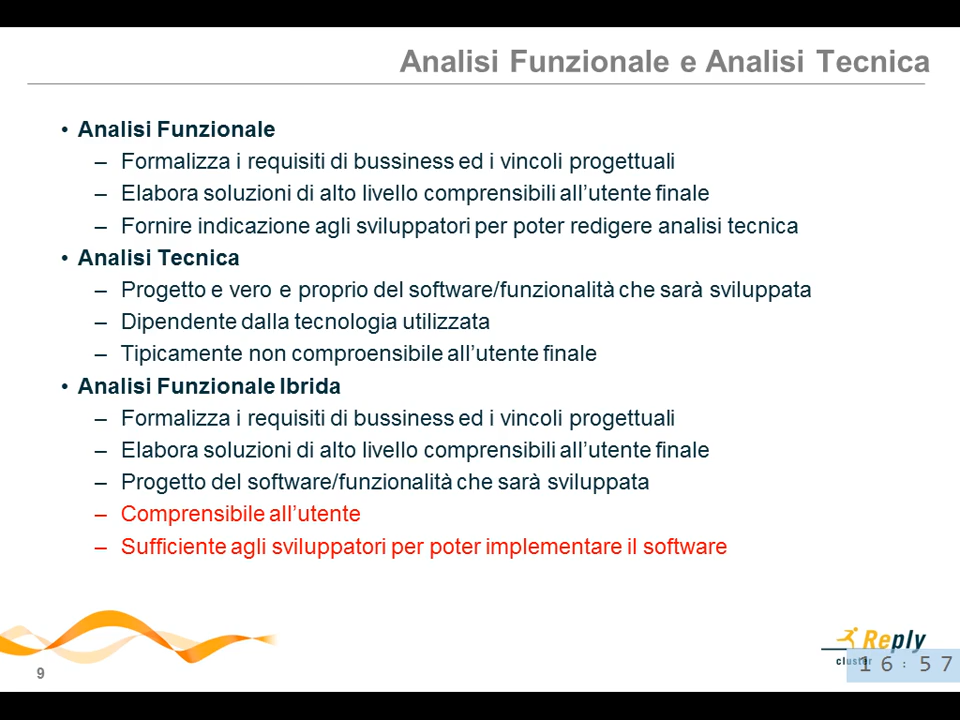 Analisi Funzionale e Analisi Tecnica
• Analisi Funzionale
– Formalizza i requisiti di bussiness ed i vincoli progettuali
– Elabora soluzioni di alto livello comprensibili all'utente finale
– Fornire indicazione agli sviluppatori per poter redigere analisi tecnica
• Analisi Tecnica
– Progetto e vero e proprio del software/funzionalità che sarà sviluppata
– Dipendente dalla tecnologia utilizzata
– Tipicamente non comproensibile all'utente finale
• Analisi Funzionale Ibrida
– Formalizza i requisiti di bussiness ed i vincoli progettuali
– Elabora soluzioni di alto livello comprensibili all'utente finale
– Progetto del software/funzionalità che sarà sviluppata
– Comprensibile all'utente
– Sufficiente agli sviluppatori per poter implementare il software
Reply
cluster
16:57
9